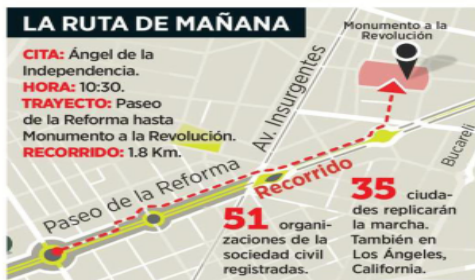 LA RUTA DE MAÑANA
CITA: Ángel de la
Independencia.
HORA: 10:30.
TRAYECTO: Paseo
de la Reforma hasta
Monumento a la Revolución.
RECORRIDO: 1.8 Km.
Monumento a la
Revolución
Av. Insurgentes
Bucareli
Paseo de la Reforma
Recorrido
51 organi-
zaciones de la
sociedad civil
registradas.
35 ciuda-
des replicarán
la marcha.
También en
Los Ángeles,
California.